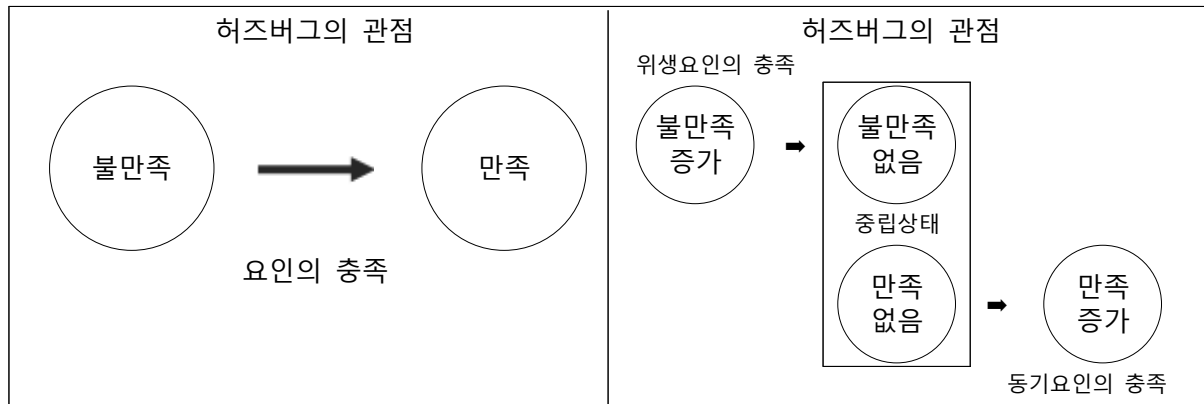 허즈버그의 관점
불만족
만족
요인의 충족
허즈버그의 관점
위생요인의 충족
불만족
증가
불만족
없음
중립상태
만족
없음
만족
증가
동기요인의 충족